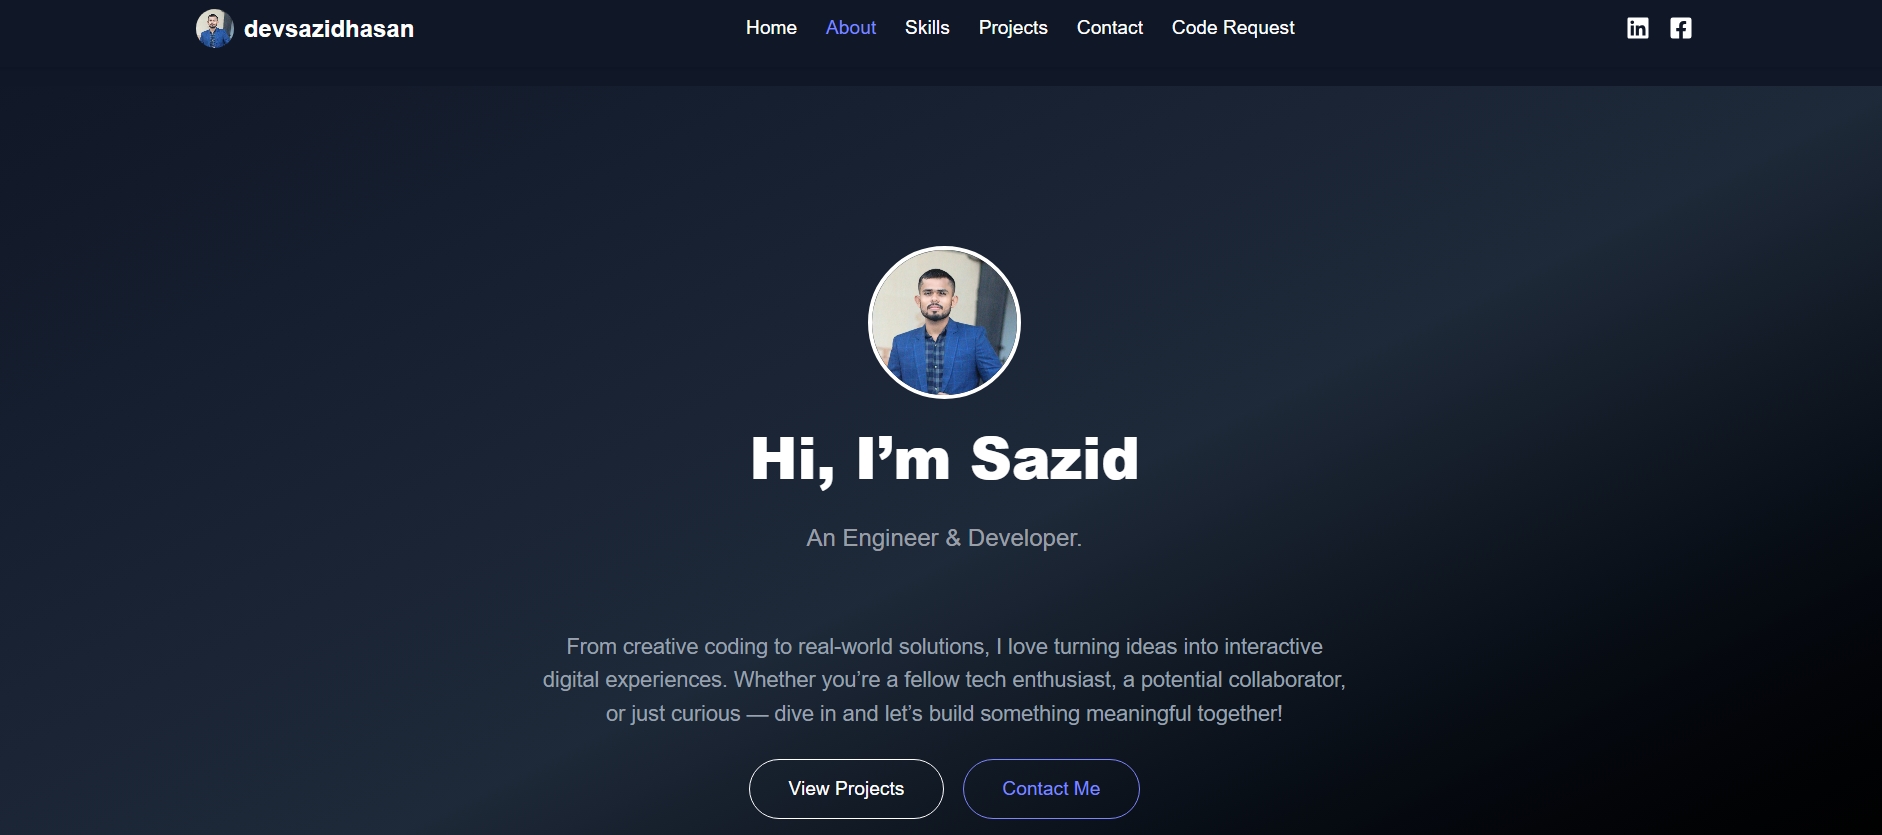 devsazidhasan
Home About Skills Projects Contact Code Request
Hi, I’m Sazid
An Engineer & Developer.
From creative coding to real-world solutions, I love turning ideas into interactive
digital experiences. Whether you’re a fellow tech enthusiast, a potential collaborator,
or just curious — dive in and let’s build something meaningful together!
View Projects Contact Me